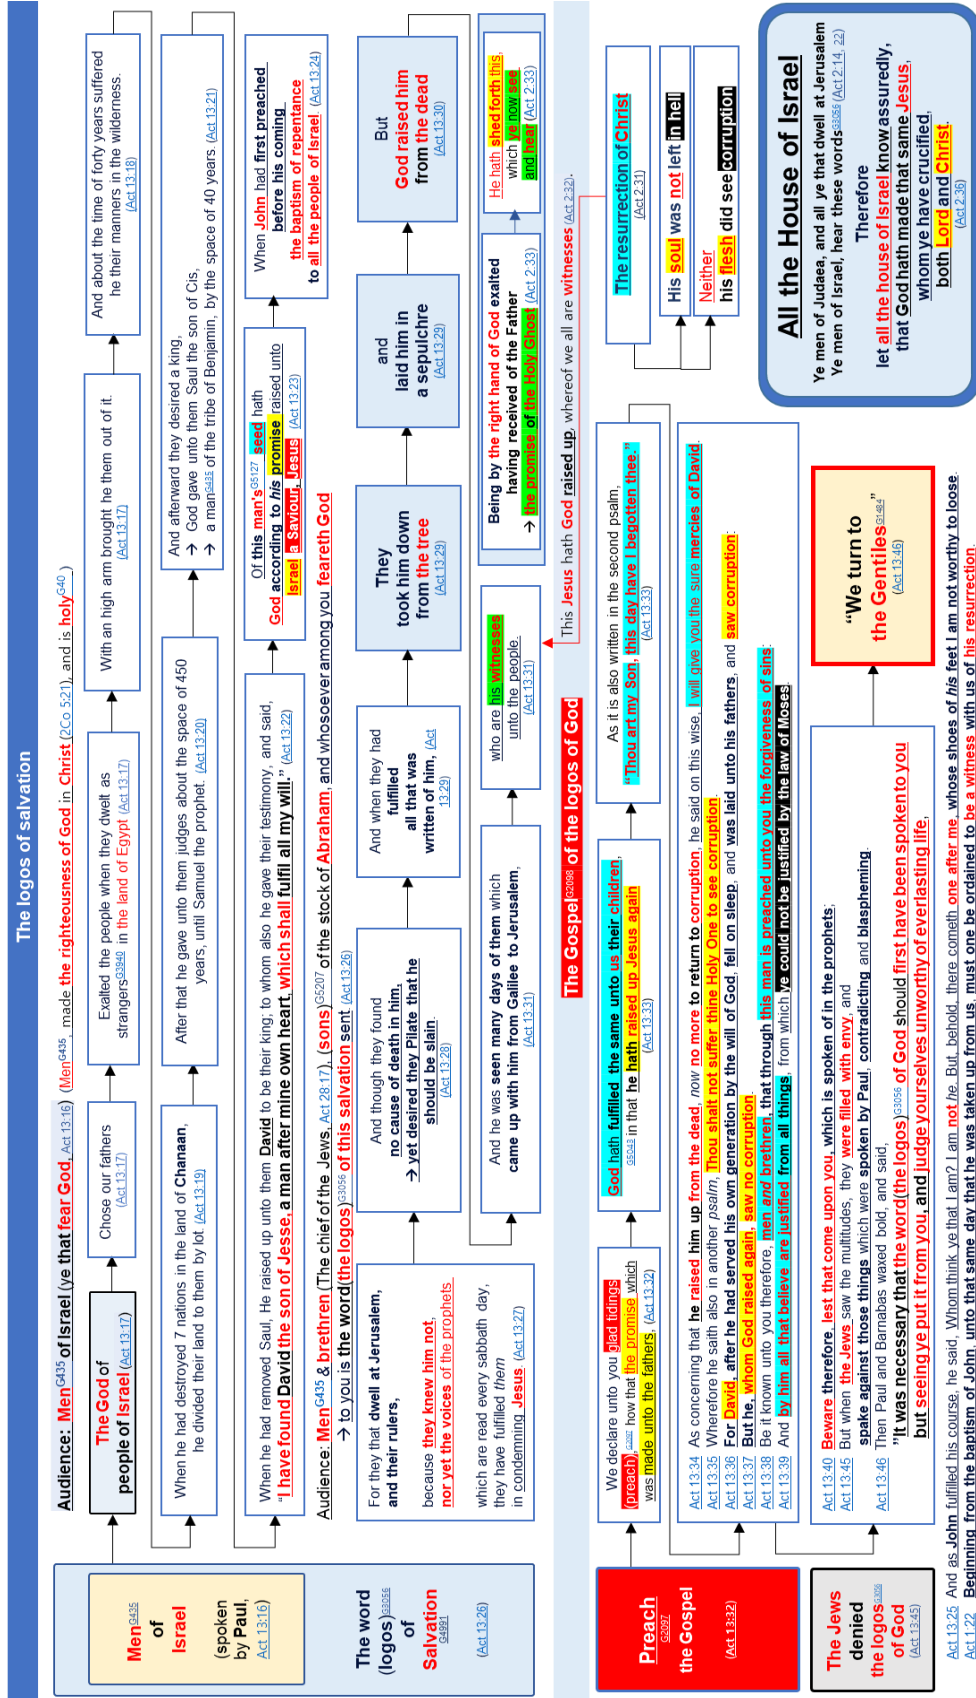 The logos of salvation
Men G435
of
Israel
(spoken
by Paul,
Act 13:16)
Audience: Men G435 of Israel (ye that fear God, Act 13:16) (Men G435, made the righteousness of God in Christ (2Co 5:21), and is holy G40 )
The God of
people of Israel (Act 13:17)
Chose our fathers
(Act 13:17)
Exalted the people when they dwelt as
strangers G3940 in the land of Egypt (Act 13:17)
With an high arm brought he them out of it.
(Act 13:17)
And about the time of forty years suffered
he their manners in the wilderness.
(Act 13:18)
When he had destroyed 7 nations in the land of Chanan,
he divided their land to them by lot. (Act 13:19)
After that he gave unto them judges about the space of 450
years, until Samuel the prophet. (Act 13:20)
And afterward they desired a king,
→ God gave unto them Saul the son of Cis,
→ a man G435 of the tribe of Benjamin, by the space of 40 years. (Act 13:21)
When he had removed Saul, He raised up unto them David to be their king; to whom also he gave their testimony, and said,
"I have found David the son of Jesse, a man after mine own heart, which shall fulfil all my will." (Act 13:22)
Of this man's G5127 seed hath
God according to his promise raised unto
Israel a Saviour, Jesus (Act 13:23)
When John had first preached
before his coming
the baptism of repentance
to all the people of Israel (Act 13:24)
The word
(logos) G3056
of
Salvation
G4991
(Act 13:26)
Audience: Men G435 & brethren (The chief of the Jews, Act 28:17), (sons) G5207 of the stock of Abraham, and whosoever among you feareth God
→ to you is the word(the logos) G3056 of this salvation sent (Act 13:26)
For they that dwell at Jerusalem,
and their rulers,
because they knew him not,
nor yet the voices of the prophets
which are read every sabbath day,
they have fulfilled them
in condemning Jesus. (Act 13:27)
And though they found
no cause of death in him,
→ yet desired they Pilate that he
should be slain.
(Act 13:28)
And when they had
fulfilled
all that was
written of him, (Act
13:29)
They
took him down
from the tree
(Act 13:29)
and
laid him in
a sepulchre
(Act 13:29)
But
God raised him
from the dead
(Act 13:30)
And he was seen many days of them which
came up with him from Galilee to Jerusalem,
(Act 13:31)
who are his witnesses
unto the people.
(Act 13:31)
Being by the right hand of God exalted
having received of the Father
→ the promise of the Holy Ghost (Act 2:33)
He hath shed forth this,
which ye now see
and hear (Act 2:33)
The Gospel G2098 of the logos of God
This Jesus hath God raised up, whereof we all are witnesses (Act 2:32).
Preach
G2097
the Gospel
(Act 13:32)
We declare unto you glad tidings
(preach), G2097 how that the promise which
was made unto the fathers, (Act 13:32)
God hath fulfilled the same unto us their children,
G5043 in that he hath raised up Jesus again
(Act 13:33)
As it is also written in the second psalm,
"Thou art my Son, this day have I begotten thee."
(Act 13:33)
The resurrection of Christ
(Act 2:31)
His soul was not left in hell
Neither
his flesh did see corruption
Act 13:34 As concerning that he raised him up from the dead, now no more to return to corruption, he said on this wise, I will give you the sure mercies of David.
Act 13:35 Wherefore he saith also in another psalm, Thou shalt not suffer thine Holy One to see corruption.
Act 13:36 For David, after he had served his own generation by the will of God, fell on sleep, and was laid unto his fathers, and saw corruption:
Act 13:37 But he, whom God raised again, saw no corruption.
Act 13:38 Be it known unto you therefore, men and brethren, that through this man is preached unto you the forgiveness of sins:
Act 13:39 And by him all that believe are justified from all things, from which ye could not be justified by the law of Moses.
The Jews
denied
the logos G3056
of God
(Act 13:45)
Act 13:40 Beware therefore, lest that come upon you, which is spoken of in the prophets;
Act 13:45 But when the Jews saw the multitudes, they were filled with envy, and
spake against those things which were spoken by Paul, contradicting and blaspheming.
Act 13:46 Then Paul and Barnabas waxed bold, and said,
"It was necessary that the word(the logos) G3056 of God should first have been spoken to you
but seeing ye put it from you, and judge yourselves unworthy of everlasting life,
"We turn to
the Gentiles G1484"
(Act 13:46)
All the House of Israel
Ye men of Judaea, and all ye that dwell at Jerusalem
Ye men of Israel, hear these words G3056 (Act 2:14, 22)
Therefore
let all the house of Israel know assuredly,
that God hath made that same Jesus,
whom ye have crucified,
both Lord and Christ.
(Act 2:36)
Act 13:25 And as John fulfilled his course, he said, Whom think ye that I am? I am not he. But, behold, there cometh one after me, whose shoes of his feet I am not worthy to loose.
Act 1:22 Beginning from the baptism of John, unto that same day that he was taken up from us, must one be ordained to be a witness with us of his resurrection.